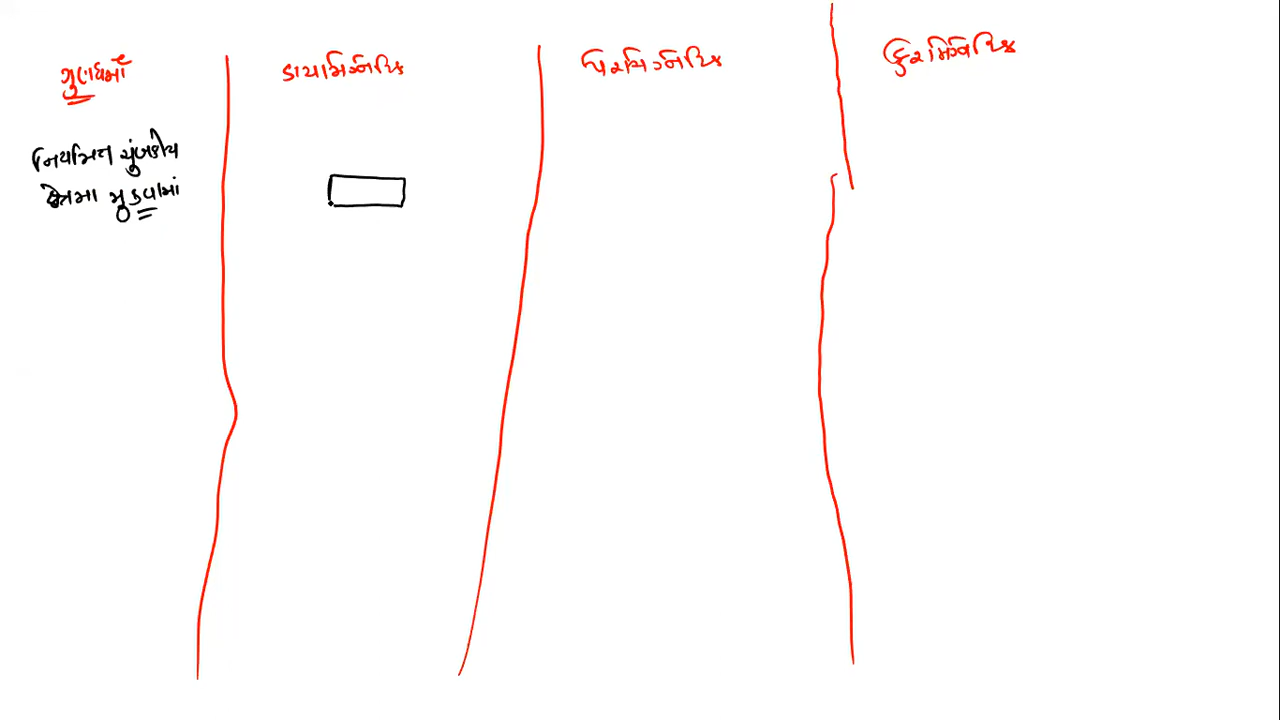 ગુણધર્મો
ડાયામેગ્નેટિક
પેરામેગ્નેટિક
ફેરોમેગ્નેટિક
નિયમિત ચુંબકીય
ક્ષેત્રમા મુકવામાં